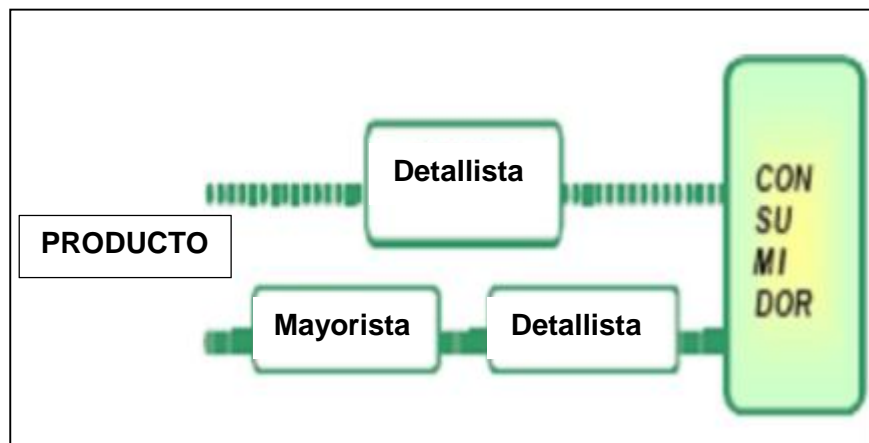 Detallista
PRODUCTO
Mayorista
Detallista
CON
SU
MI
DOR